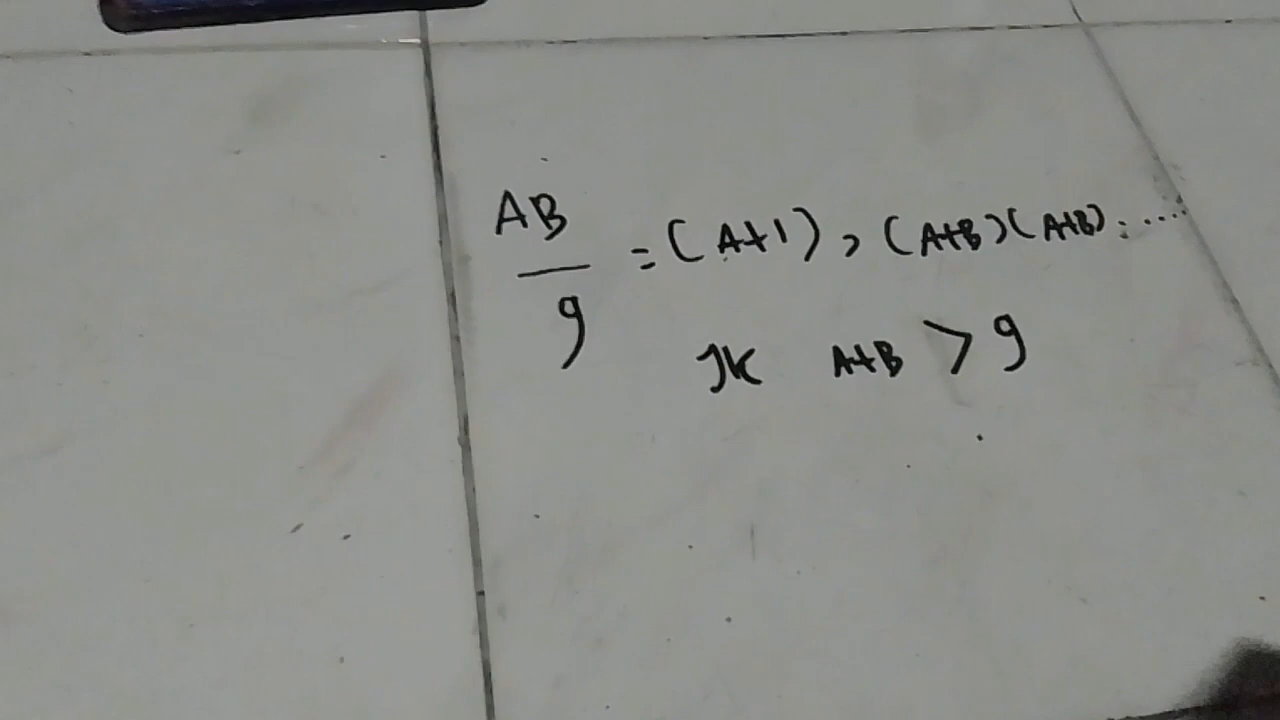 AB/9 = (A+1), (A+B)(A+B)....
Jk A+B > 9